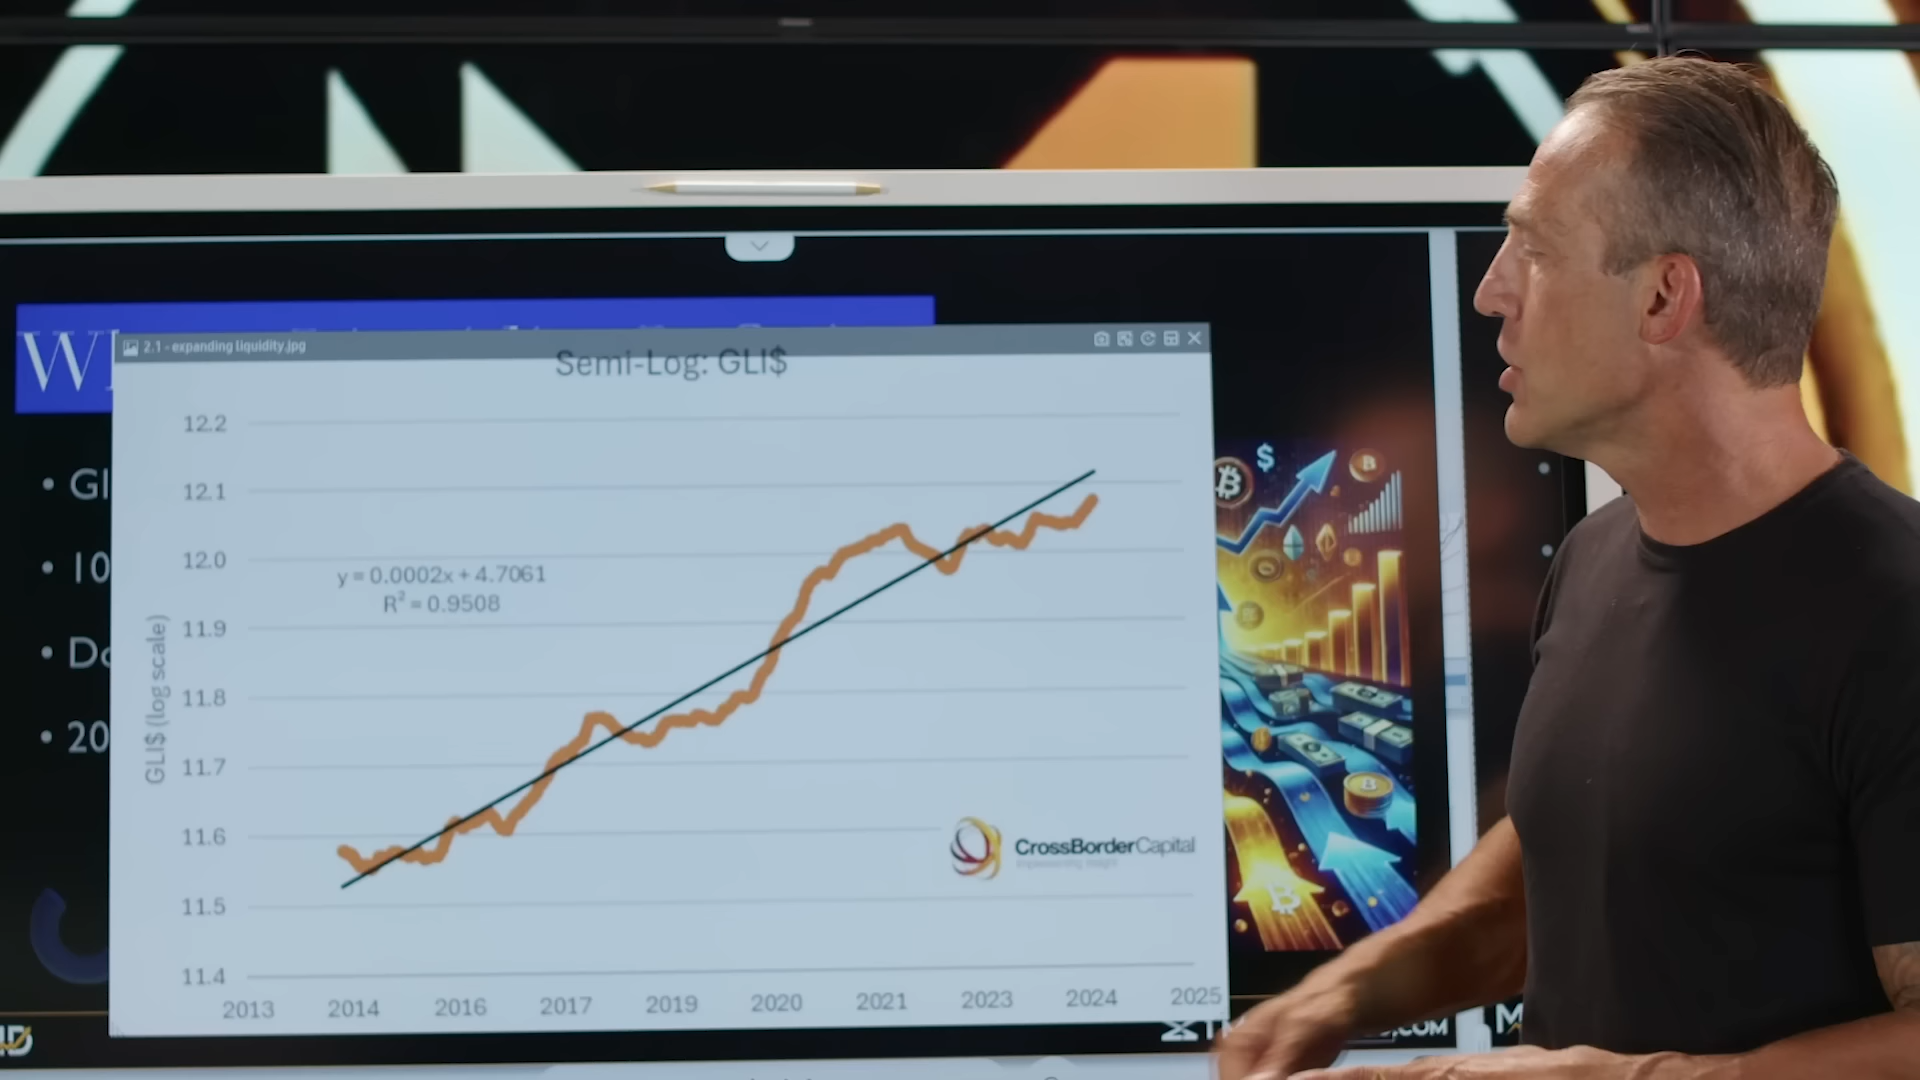 2.1 - expanding liquidity.jpg
Semi-Log: GLI$
12.2
12.1
12.0
11.9
11.8
11.7
11.6
11.5
11.4
GLI$ (log scale)
y = 0.0002x + 4.7061
R² = 0.9508
CrossBorderCapital
2013 2014 2016 2017 2019 2020 2021 2023 2024 2025
W
• Gl
• 10
• Do
• 20
$
.COM
M